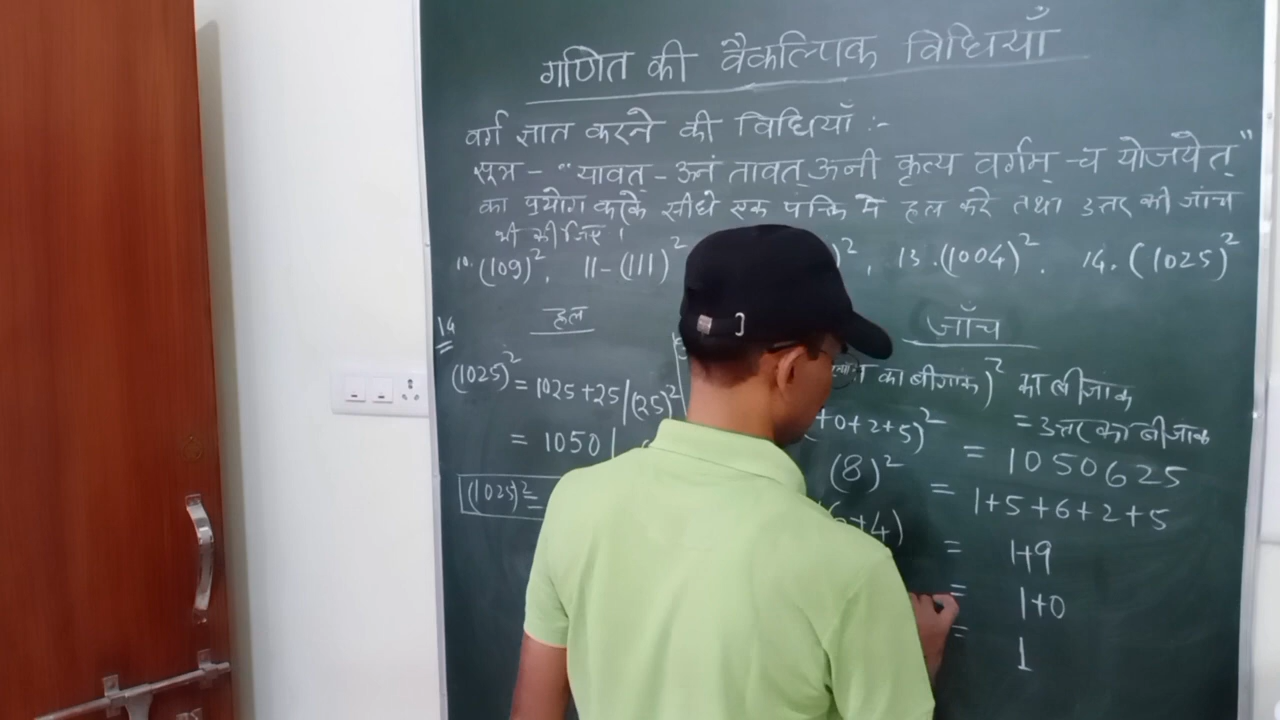 गणित की वैकल्पिक विधियाँ
वर्ग ज्ञात करने की विधियाँ :-
सूत्र - "यावत् - ऊनं तावत् ऊनी कृत्य वर्गम् - च योजयेत्"
का प्रयोग करके सीधे एक पंक्ति मे हल करे तथा उत्तर की जांच
भी कीजिए।
10. (109)², 11 - (111)² )², 13. (1004)². 14. (1025)²
14 हल
(1025)² = 1025+25/(25)²
= 1050/
(1025)² =
जाँच
का बीजांक)² का बीजांक
= उत्तर का बीजांक
+0+2+5)² = 1050625
(8)² = 1+5+6+2+5
6+4) = 1+9
= 1+0
= 1